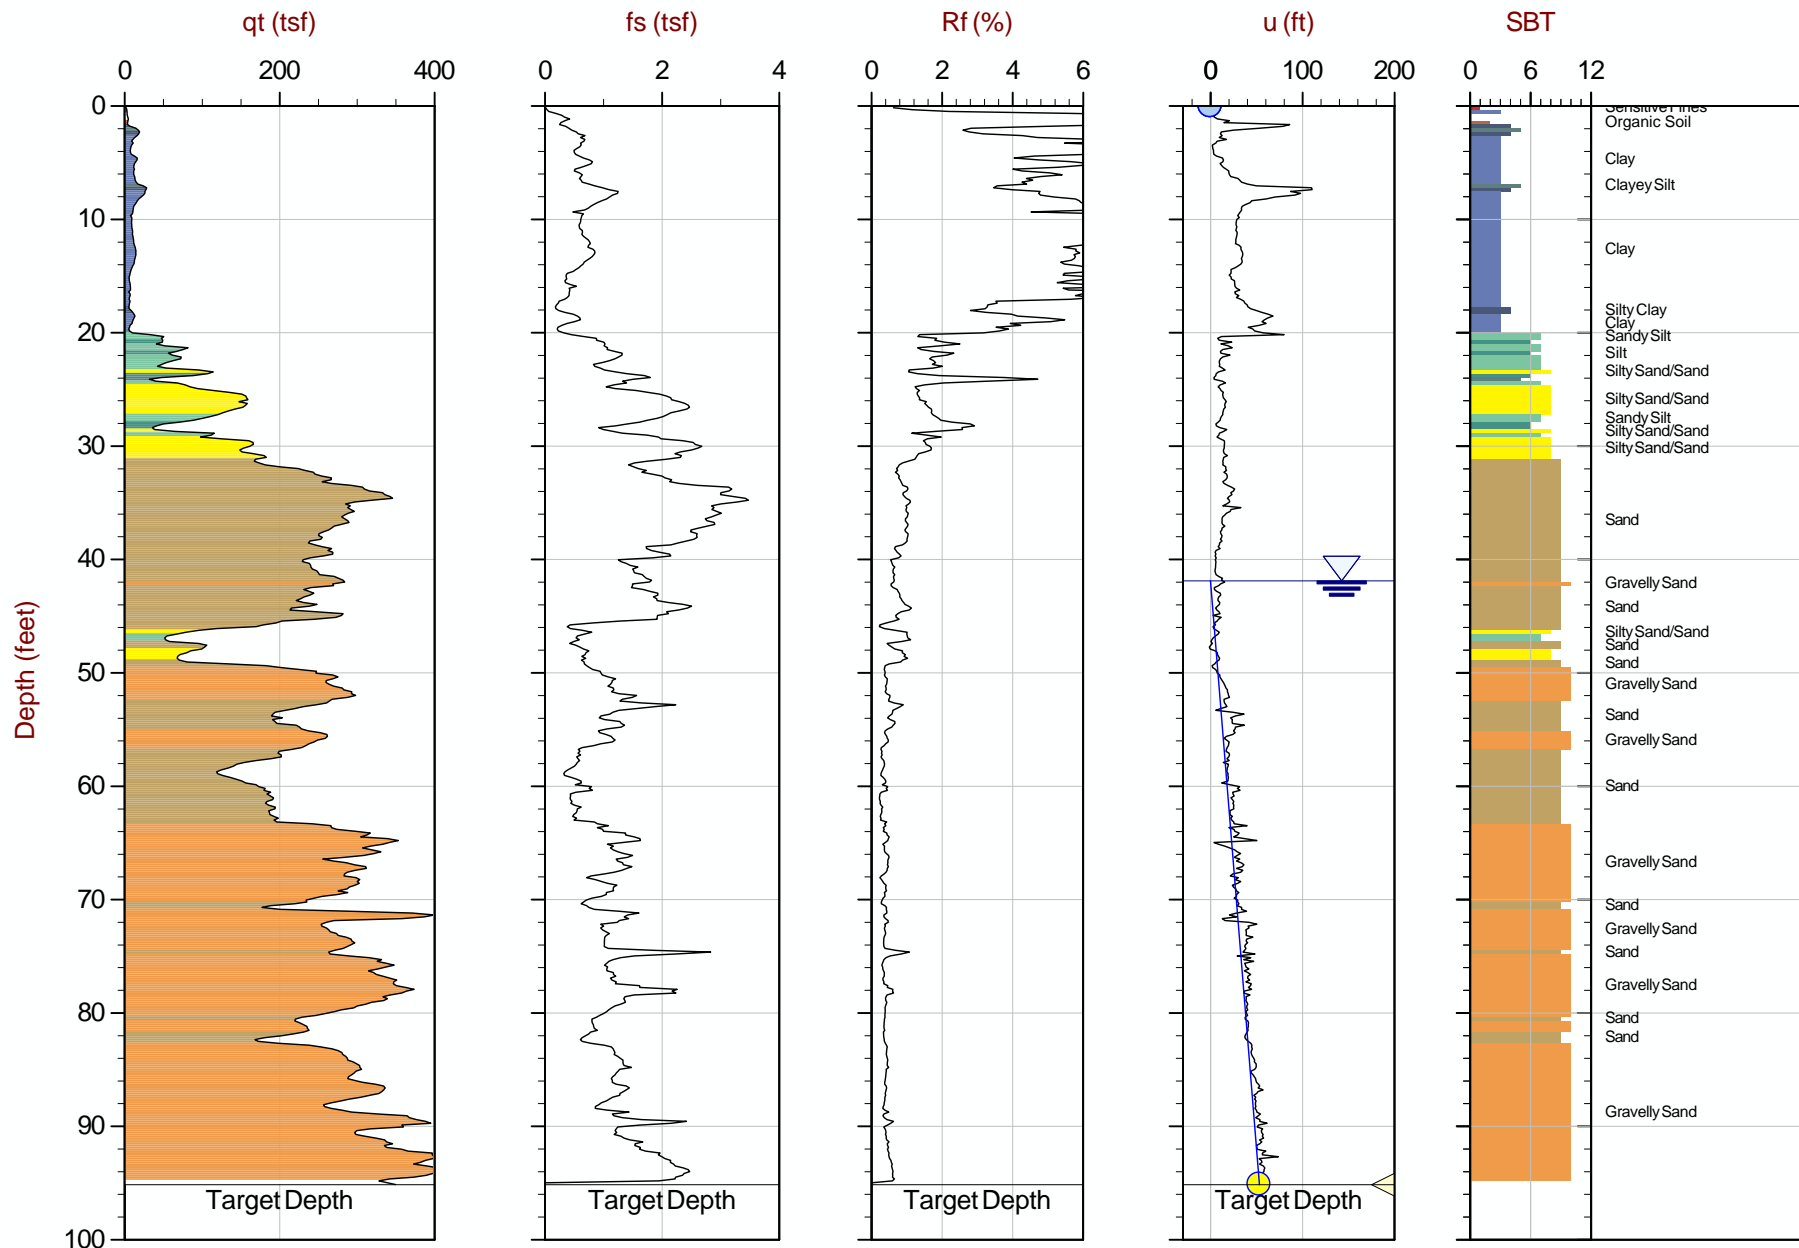 qt (tsf)
fs (tsf)
Rf (%)
u (ft)
SBT
0 200 400
0 2 4
0 2 4 6
0 100 200
0 6 12
Depth (feet)
0
10
20
30
40
50
60
70
80
90
100
Sensitive Fines
Organic Soil
Clay
Clayey Silt
Clay
Silty Clay
Clay
Sandy Silt
Silt
Silty Sand/Sand
Silty Sand/Sand
Sandy Silt
Silty Sand/Sand
Silty Sand/Sand
Sand
Gravelly Sand
Sand
Silty Sand/Sand
Sand
Sand
Gravelly Sand
Sand
Gravelly Sand
Sand
Gravelly Sand
Sand
Gravelly Sand
Sand
Gravelly Sand
Sand
Sand
Gravelly Sand
Target Depth
Target Depth
Target Depth
Target Depth